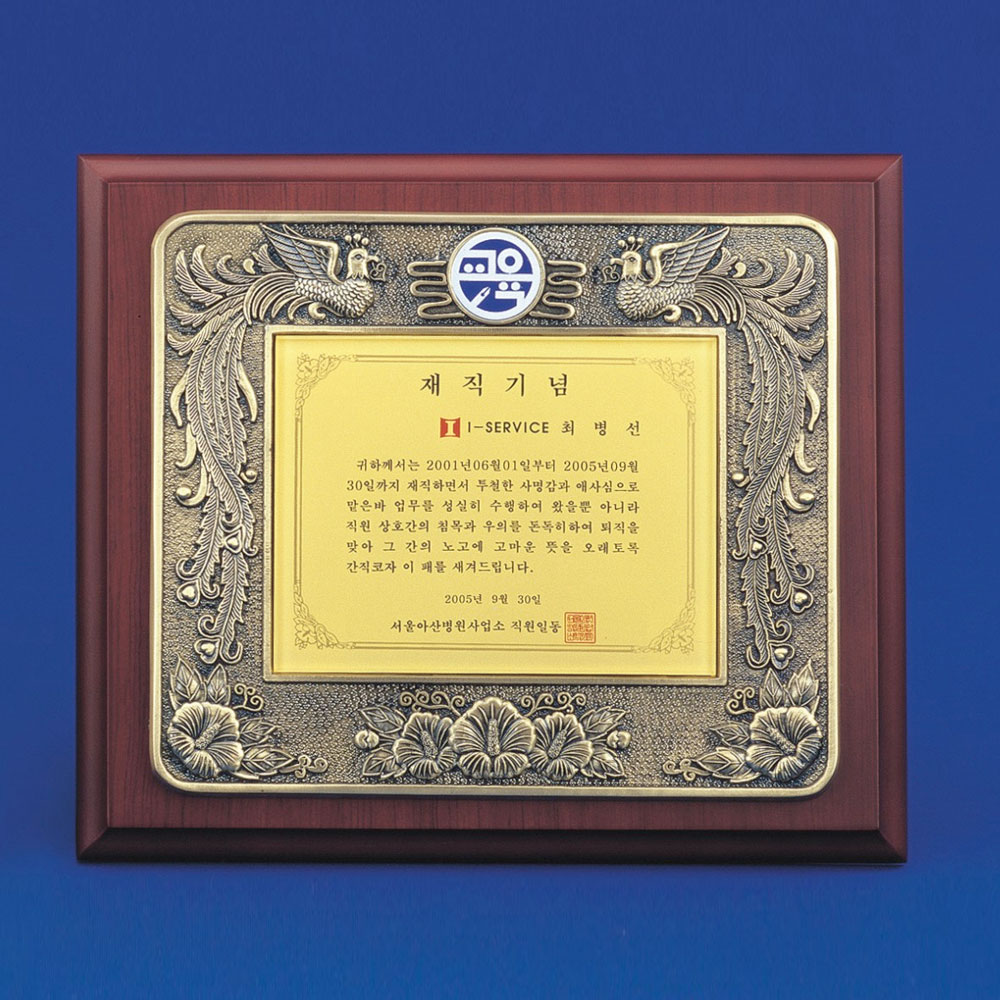 교육
재직기념
I I-SERVICE 최병선
귀하께서는 2001년06월01일부터 2005년09월
30일까지 재직하면서 투철한 사명감과 애사심으로
맡은바 업무를 성실히 수행하여 왔을뿐 아니라
직원 상호간의 침목과 우의를 돈독히하여 퇴직을
맞아 그 간의 노고에 고마운 뜻을 오래토록
간직코자 이 패를 새겨드립니다.
2005년 9월 30일
서울아산병원사업소 직원일동